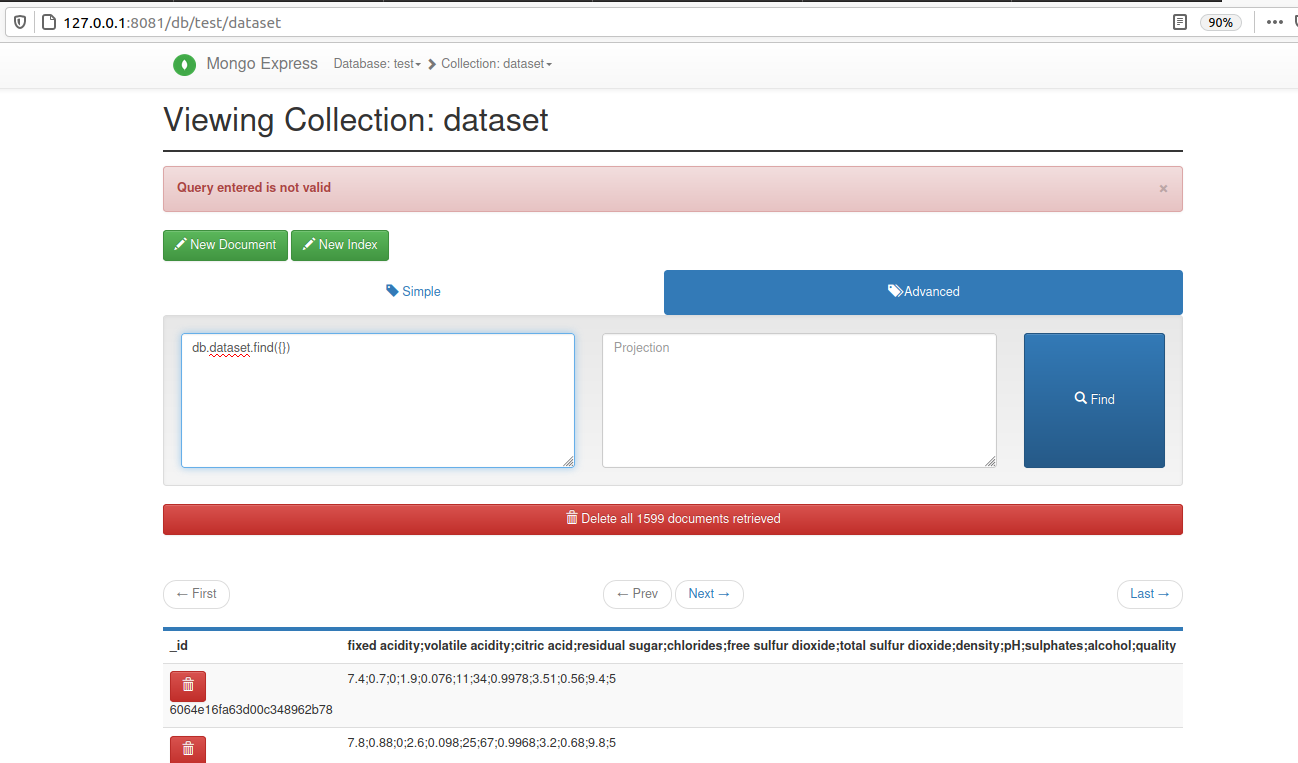 127.0.0.1:8081/db/test/dataset 90%
Mongo Express Database: test Collection: dataset
Viewing Collection: dataset
Query entered is not valid ×
New Document New Index
Simple Advanced
db.dataset.find({}) Projection
Find
Delete all 1599 documents retrieved
← First ← Prev Next → Last →
_id fixed acidity;volatile acidity;citric acid;residual sugar;chlorides;free sulfur dioxide;total sulfur dioxide;density;pH;sulphates;alcohol;quality
7.4;0.7;0;1.9;0.076;11;34;0.9978;3.51;0.56;9.4;5
6064e16fa63d00c348962b78
7.8;0.88;0;2.6;0.098;25;67;0.9968;3.2;0.68;9.8;5